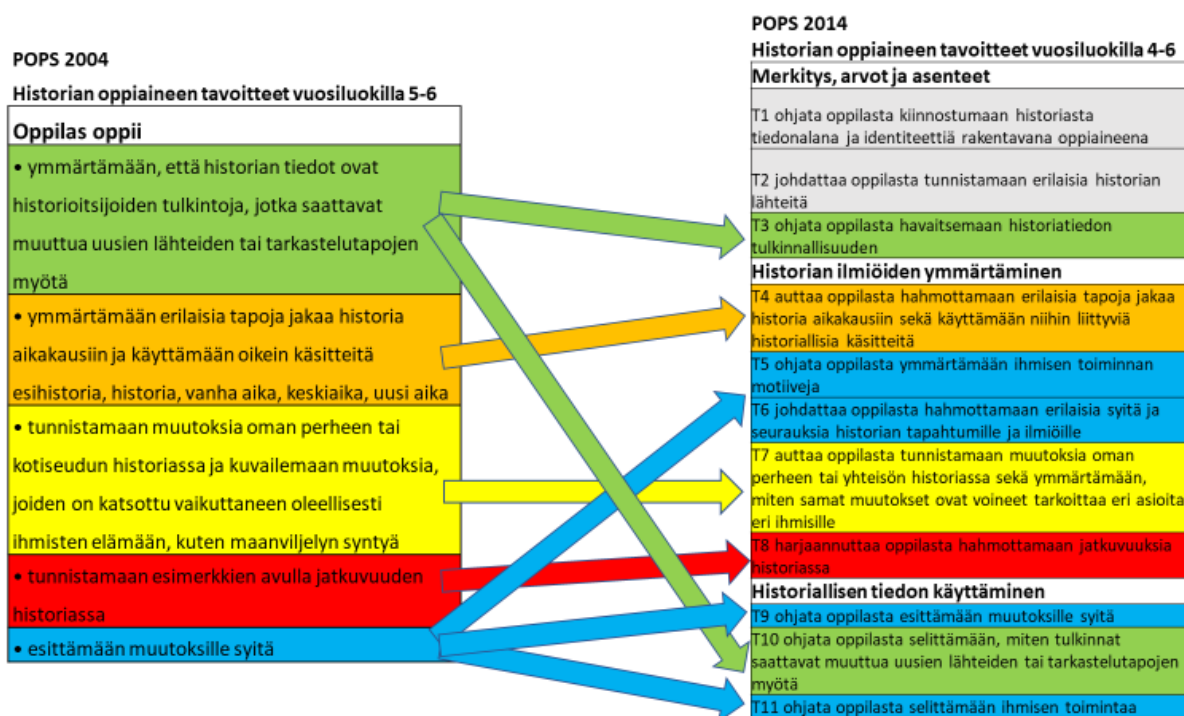 POPS 2004
Historian oppiaineen tavoitteet vuosiluokilla 5-6
Oppilas oppii
• ymmärtämään, että historian tiedot ovat
historioitsijoiden tulkintoja, jotka saattavat
muuttua uusien lähteiden tai tarkastelutapojen
myötä
• ymmärtämään erilaisia tapoja jakaa historia
aikakausiin ja käyttämään oikein käsitteitä
esihistoria, historia, vanha aika, keskiaika, uusi aika
• tunnistamaan muutoksia oman perheen tai
kotiseudun historiassa ja kuvailemaan muutoksia,
joiden on katsottu vaikuttaneen oleellisesti
ihmisten elämään, kuten maanviljelyn syntyä
• tunnistamaan esimerkkien avulla jatkuvuuden
historiassa
• esittämään muutoksille syitä
POPS 2014
Historian oppiaineen tavoitteet vuosiluokilla 4-6
Merkitys, arvot ja asenteet
T1 ohjata oppilasta kiinnostumaan historiasta
tiedonalana ja identiteettiä rakentavana oppiaineena
T2 johdattaa oppilasta tunnistamaan erilaisia historian
lähteitä
T3 ohjata oppilasta havaitsemaan historiatiedon
tulkinnallisuuden
Historian ilmiöiden ymmärtäminen
T4 auttaa oppilasta hahmottamaan erilaisia tapoja jakaa
historia aikakausiin sekä käyttämään niihin liittyviä
historiallisia käsitteitä
T5 ohjata oppilasta ymmärtämään ihmisen toiminnan
motiiveja
T6 johdattaa oppilasta hahmottamaan erilaisia syitä ja
seurauksia historian tapahtumille ja ilmiöille
T7 auttaa oppilasta tunnistamaan muutoksia oman
perheen tai yhteisön historiassa sekä ymmärtämään,
miten samat muutokset ovat voineet tarkoittaa eri asioita
eri ihmisille
T8 harjaannuttaa oppilasta hahmottamaan jatkuvuuksia
historiassa
Historiallisen tiedon käyttäminen
T9 ohjata oppilasta esittämään muutoksille syitä
T10 ohjata oppilasta selittämään, miten tulkinnat
saattavat muuttua uusien lähteiden tai tarkastelutapojen
myötä
T11 ohjata oppilasta selittämään ihmisen toimintaa